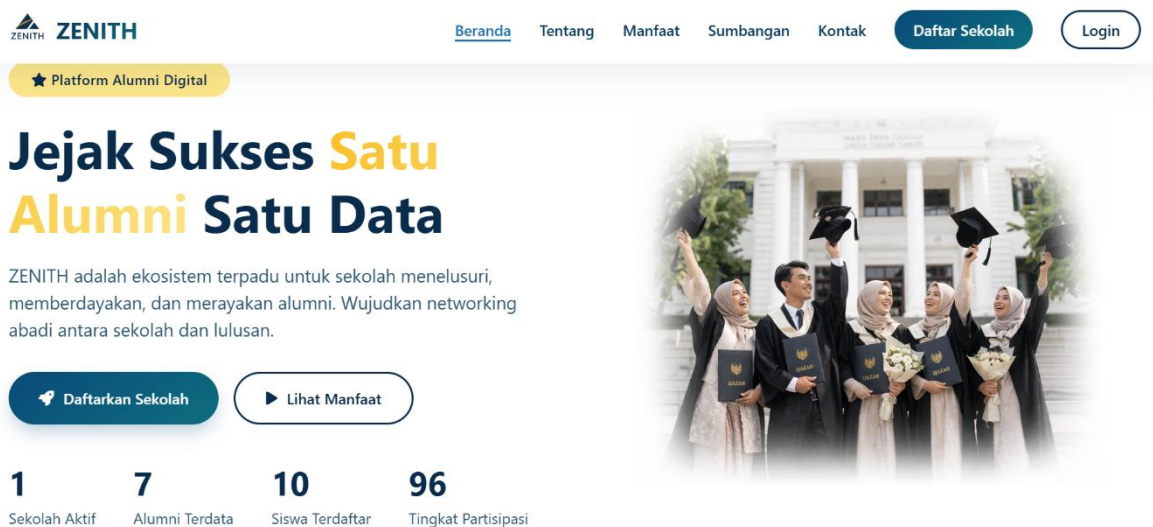 ZENITH
ZENITH
Beranda Tentang Manfaat Sumbangan Kontak Daftar Sekolah Login
Platform Alumni Digital
Jejak Sukses Satu
Alumni Satu Data
ZENITH adalah ekosistem terpadu untuk sekolah menelusuri,
memberdayakan, dan merayakan alumni. Wujudkan networking
abadi antara sekolah dan lulusan.
Daftarkan Sekolah
Lihat Manfaat
1 7 10 96
Sekolah Aktif Alumni Terdata Siswa Terdaftar Tingkat Partisipasi
IJAZAH
IJAZAH
IJAZAH
IJAZAH